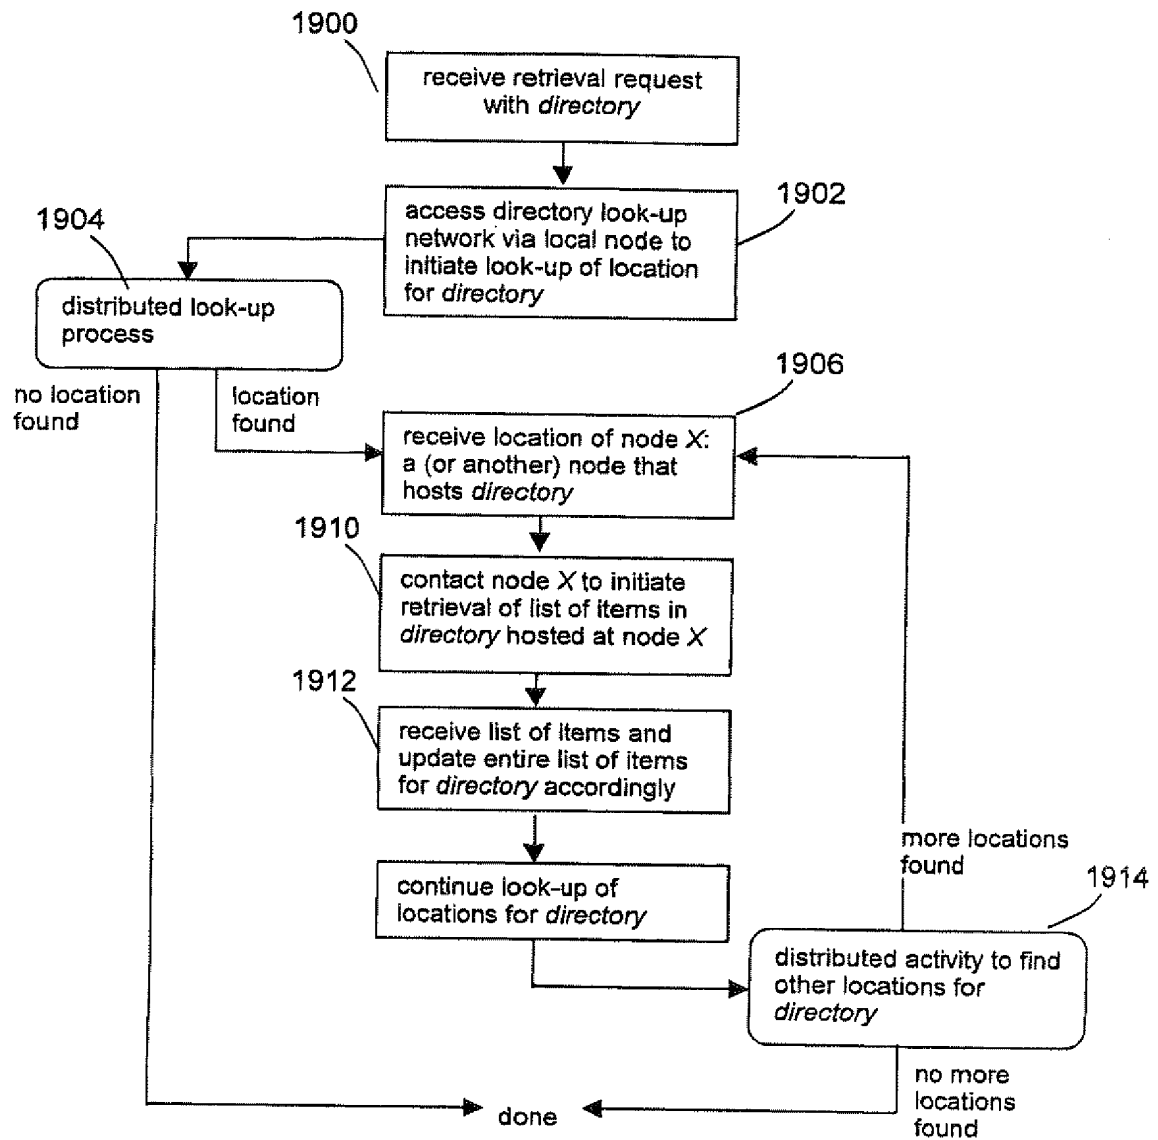 1900
receive retrieval request
with directory
1902
access directory look-up
network via local node to
initiate look-up of location
for directory
1904
distributed look-up
process
no location
found
location
found
1906
receive location of node X:
a (or another) node that
hosts directory
1910
contact node X to initiate
retrieval of list of items in
directory hosted at node X
1912
receive list of items and
update entire list of items
for directory accordingly
more locations
found
continue look-up of
locations for directory
1914
distributed activity to find
other locations for
directory
no more
locations
found
done